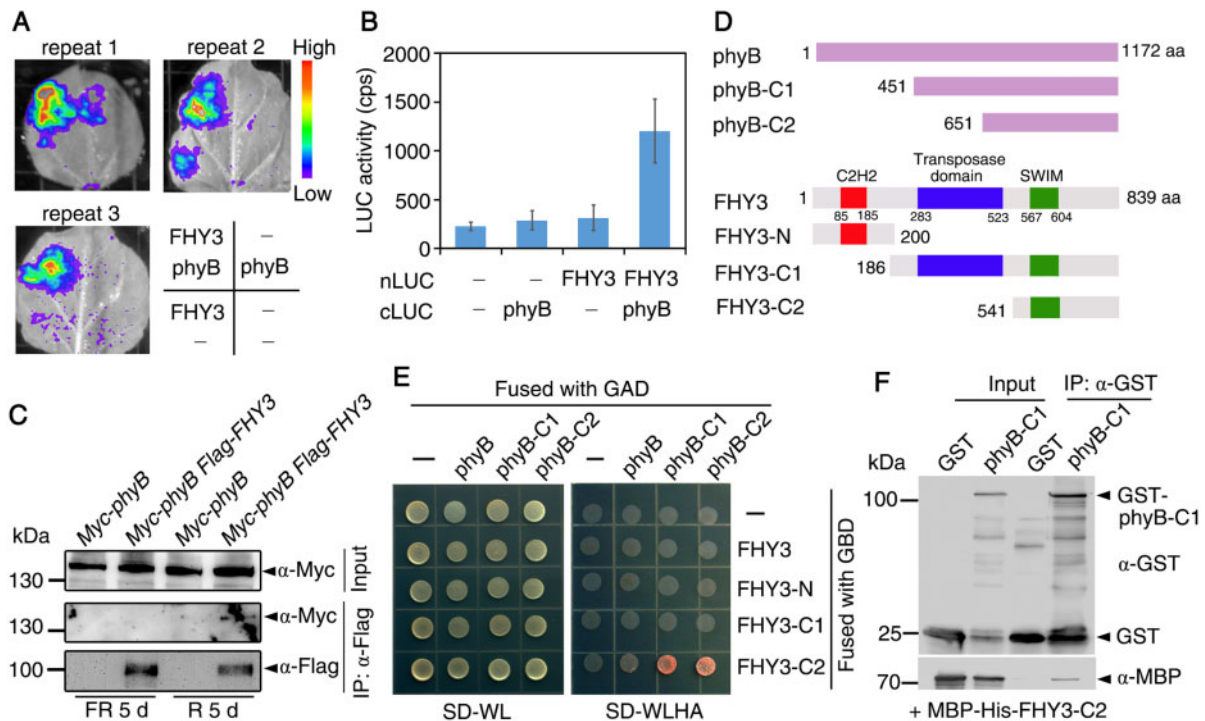 A
repeat 1
repeat 2
High
Low
repeat 3
FHY3 –
phyB phyB
FHY3 –
– –
B
LUC activity (cps)
2000
1500
1000
500
0
nLUC – – FHY3 FHY3
cLUC – phyB – phyB
C
Myc-phyB
Myc-phyB Flag-FHY3
Myc-phyB
Myc-phyB Flag-FHY3
kDa
130
α-Myc
Input
130
α-Myc
100
α-Flag
IP: α-Flag
FR 5 d R 5 d
D
phyB 1 1172 aa
phyB-C1 451
phyB-C2 651
Transposase
domain
C2H2 SWIM
FHY3 1 839 aa
85 185 283 523 567 604
FHY3-N 200
FHY3-C1 186
FHY3-C2 541
E
Fused with GAD
– phyB phyB-C1 phyB-C2 – phyB phyB-C1 phyB-C2
–
FHY3
FHY3-N
FHY3-C1
FHY3-C2
Fused with GBD
SD-WL SD-WLHA
F
Input IP: α-GST
GST phyB-C1 GST phyB-C1
kDa
100
GST-
phyB-C1
α-GST
25
GST
70
α-MBP
+ MBP-His-FHY3-C2